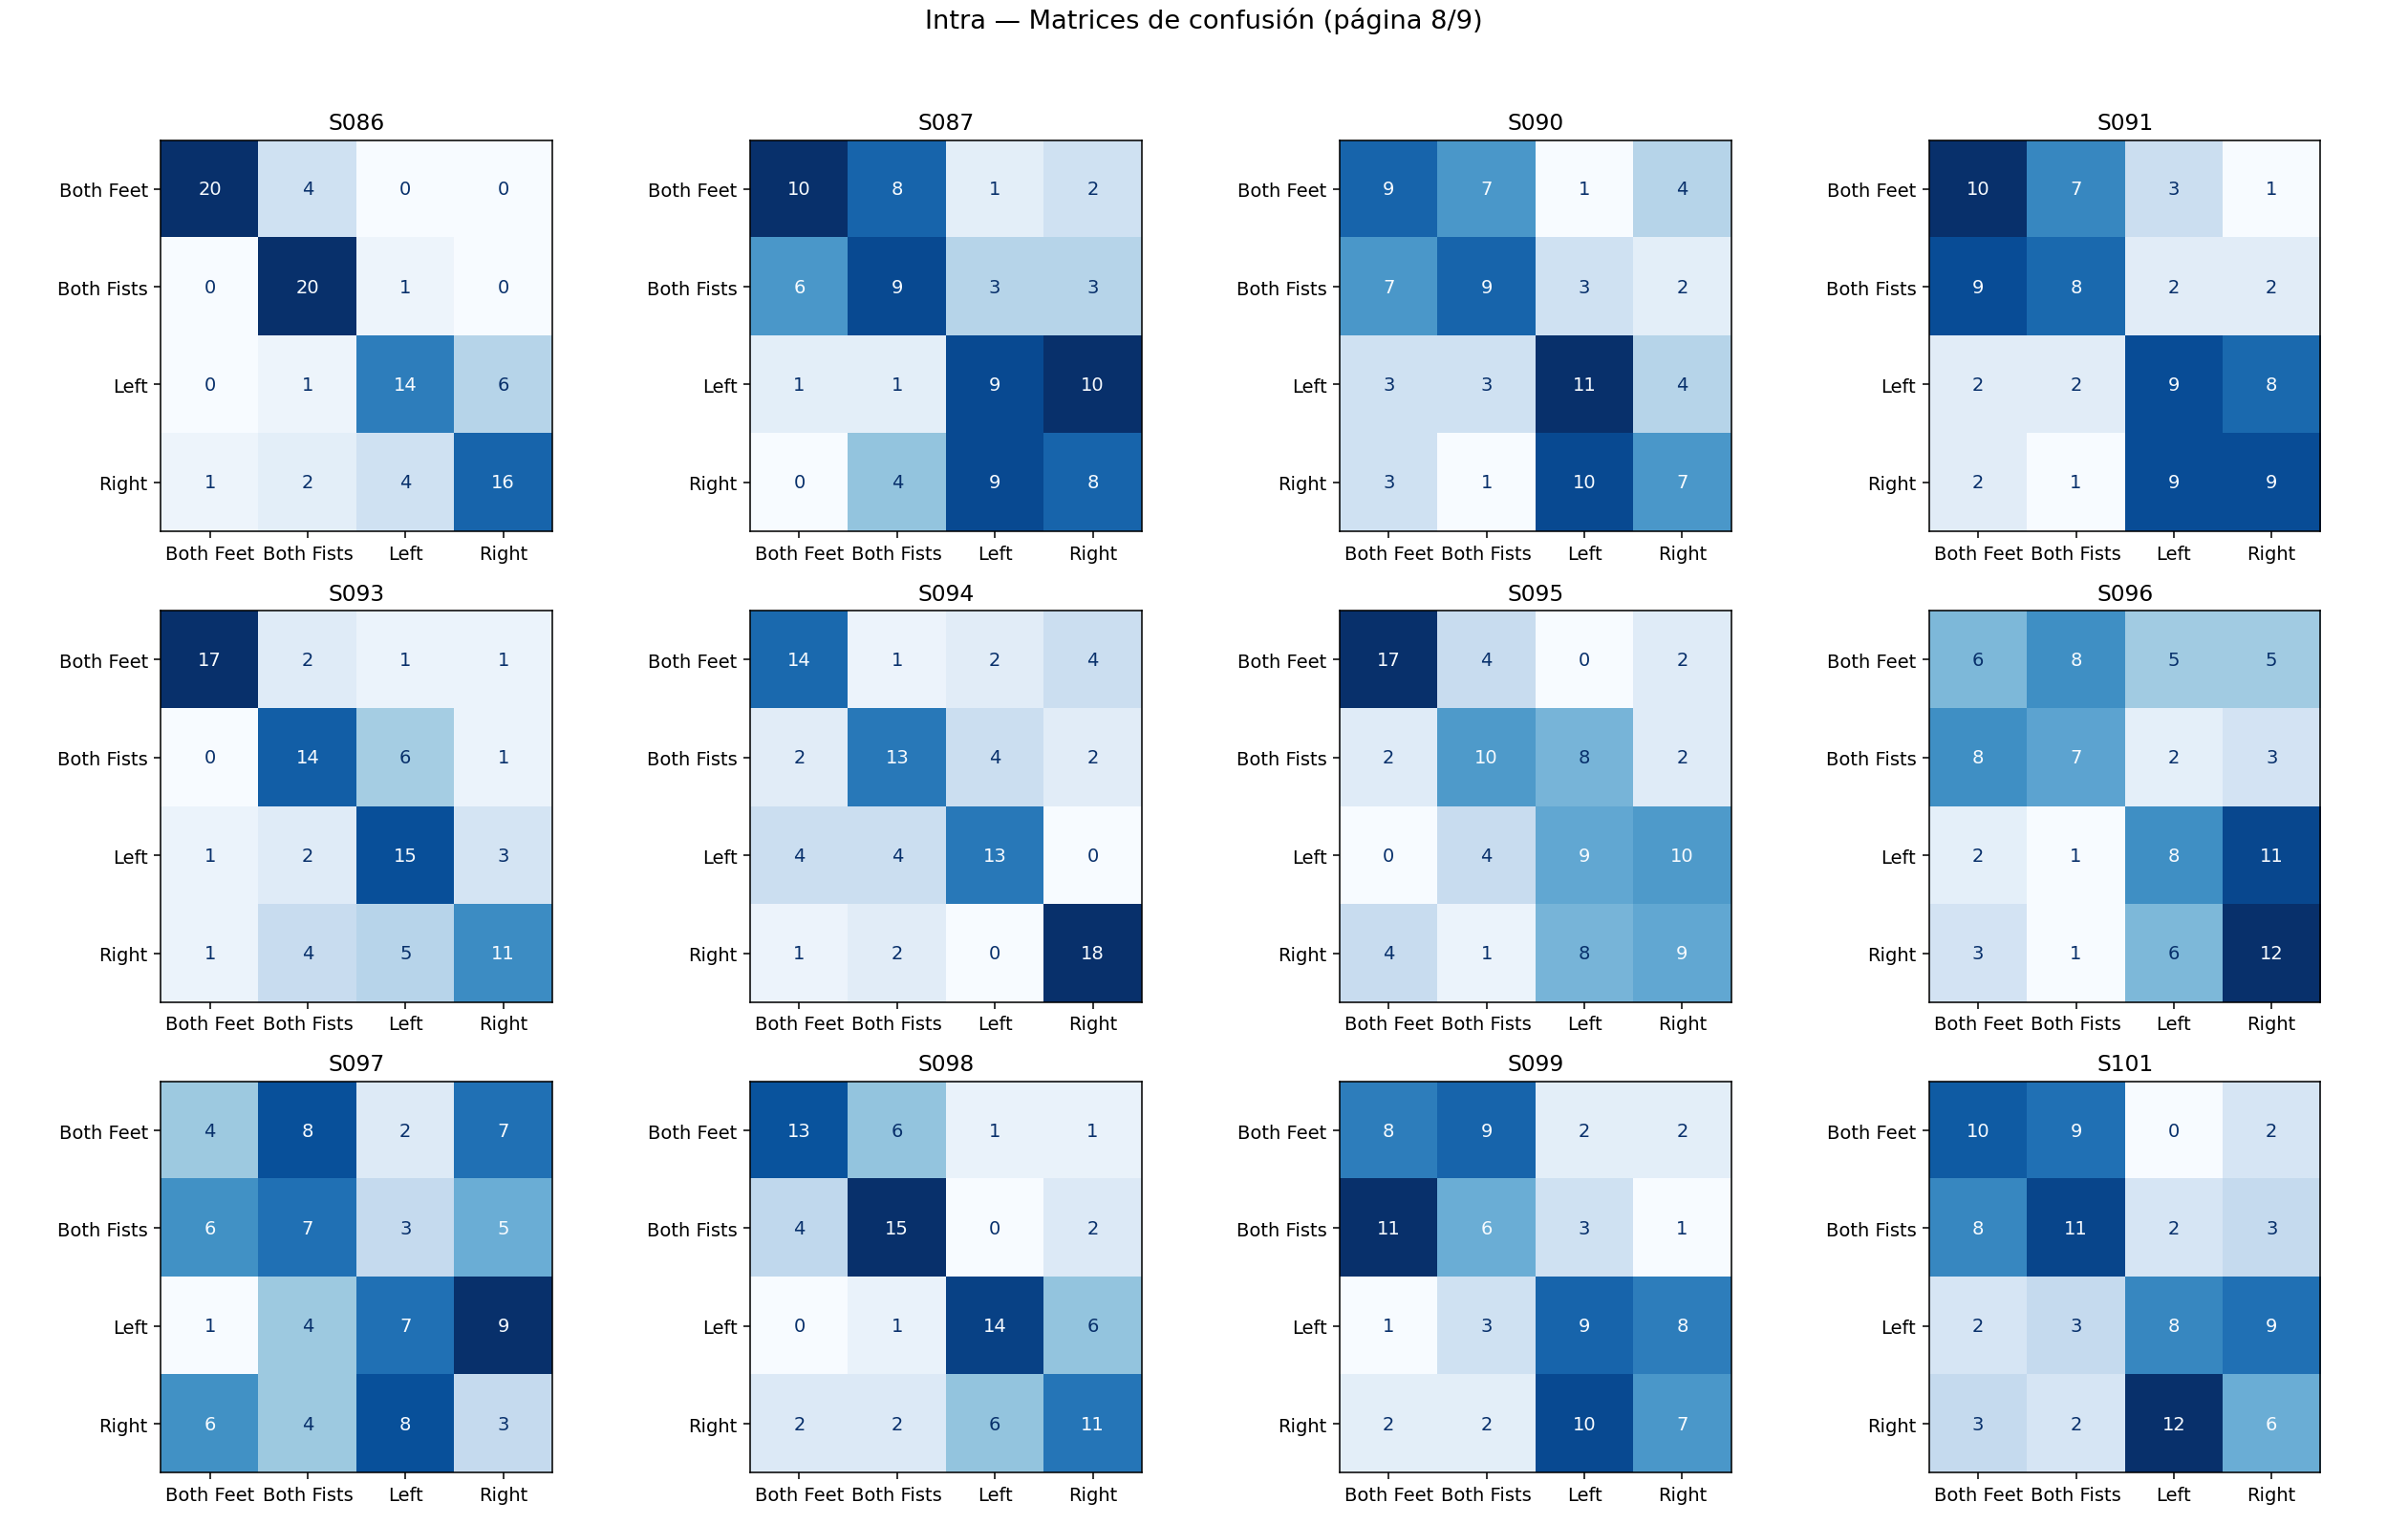 Intra — Matrices de confusión (página 8/9)
S086 S087 S090 S091
Both Feet 20 4 0 0 Both Feet 10 8 1 2 Both Feet 9 7 1 4 Both Feet 10 7 3 1
Both Fists 0 20 1 0 Both Fists 6 9 3 3 Both Fists 7 9 3 2 Both Fists 9 8 2 2
Left 0 1 14 6 Left 1 1 9 10 Left 3 3 11 4 Left 2 2 9 8
Right 1 2 4 16 Right 0 4 9 8 Right 3 1 10 7 Right 2 1 9 9
Both Feet Both Fists Left Right Both Feet Both Fists Left Right Both Feet Both Fists Left Right Both Feet Both Fists Left Right
S093 S094 S095 S096
Both Feet 17 2 1 1 Both Feet 14 1 2 4 Both Feet 17 4 0 2 Both Feet 6 8 5 5
Both Fists 0 14 6 1 Both Fists 2 13 4 2 Both Fists 2 10 8 2 Both Fists 8 7 2 3
Left 1 2 15 3 Left 4 4 13 0 Left 0 4 9 10 Left 2 1 8 11
Right 1 4 5 11 Right 1 2 0 18 Right 4 1 8 9 Right 3 1 6 12
Both Feet Both Fists Left Right Both Feet Both Fists Left Right Both Feet Both Fists Left Right Both Feet Both Fists Left Right
S097 S098 S099 S101
Both Feet 4 8 2 7 Both Feet 13 6 1 1 Both Feet 8 9 2 2 Both Feet 10 9 0 2
Both Fists 6 7 3 5 Both Fists 4 15 0 2 Both Fists 11 6 3 1 Both Fists 8 11 2 3
Left 1 4 7 9 Left 0 1 14 6 Left 1 3 9 8 Left 2 3 8 9
Right 6 4 8 3 Right 2 2 6 11 Right 2 2 10 7 Right 3 2 12 6
Both Feet Both Fists Left Right Both Feet Both Fists Left Right Both Feet Both Fists Left Right Both Feet Both Fists Left Right